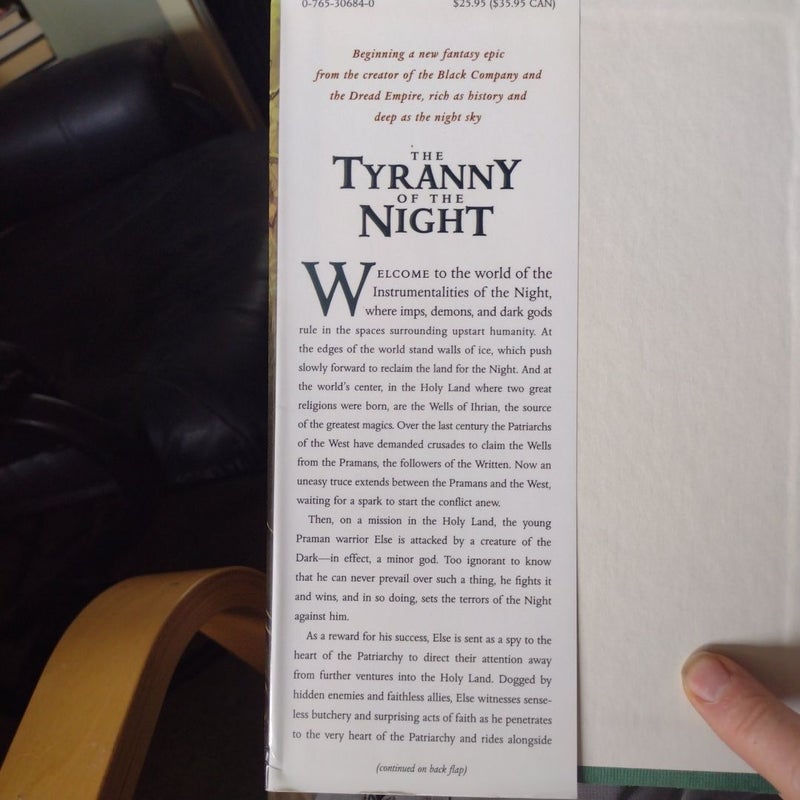 0-765-30684-0 $25.95 ($35.95 CAN)
Beginning a new fantasy epic
from the creator of the Black Company and
the Dread Empire, rich as history and
deep as the night sky
THE
TYRANNY
OF THE
NIGHT
WELCOME to the world of the
Instrumentalities of the Night,
where imps, demons, and dark gods
rule in the spaces surrounding upstart humanity. At
the edges of the world stand walls of ice, which push
slowly forward to reclaim the land for the Night. And at
the world's center, in the Holy Land where two great
religions were born, are the Wells of Ihrian, the source
of the greatest magics. Over the last century the Patriarchs
of the West have demanded crusades to claim the Wells
from the Pramans, the followers of the Written. Now an
uneasy truce extends between the Pramans and the West,
waiting for a spark to start the conflict anew.
Then, on a mission in the Holy Land, the young
Praman warrior Else is attacked by a creature of the
Dark—in effect, a minor god. Too ignorant to know
that he can never prevail over such a thing, he fights it
and wins, and in so doing, sets the terrors of the Night
against him.
As a reward for his success, Else is sent as a spy to the
heart of the Patriarchy to direct their attention away
from further ventures into the Holy Land. Dogged by
hidden enemies and faithless allies, Else witnesses sense-
less butchery and surprising acts of faith as he penetrates
to the very heart of the Patriarchy and rides alongside
(continued on back flap)